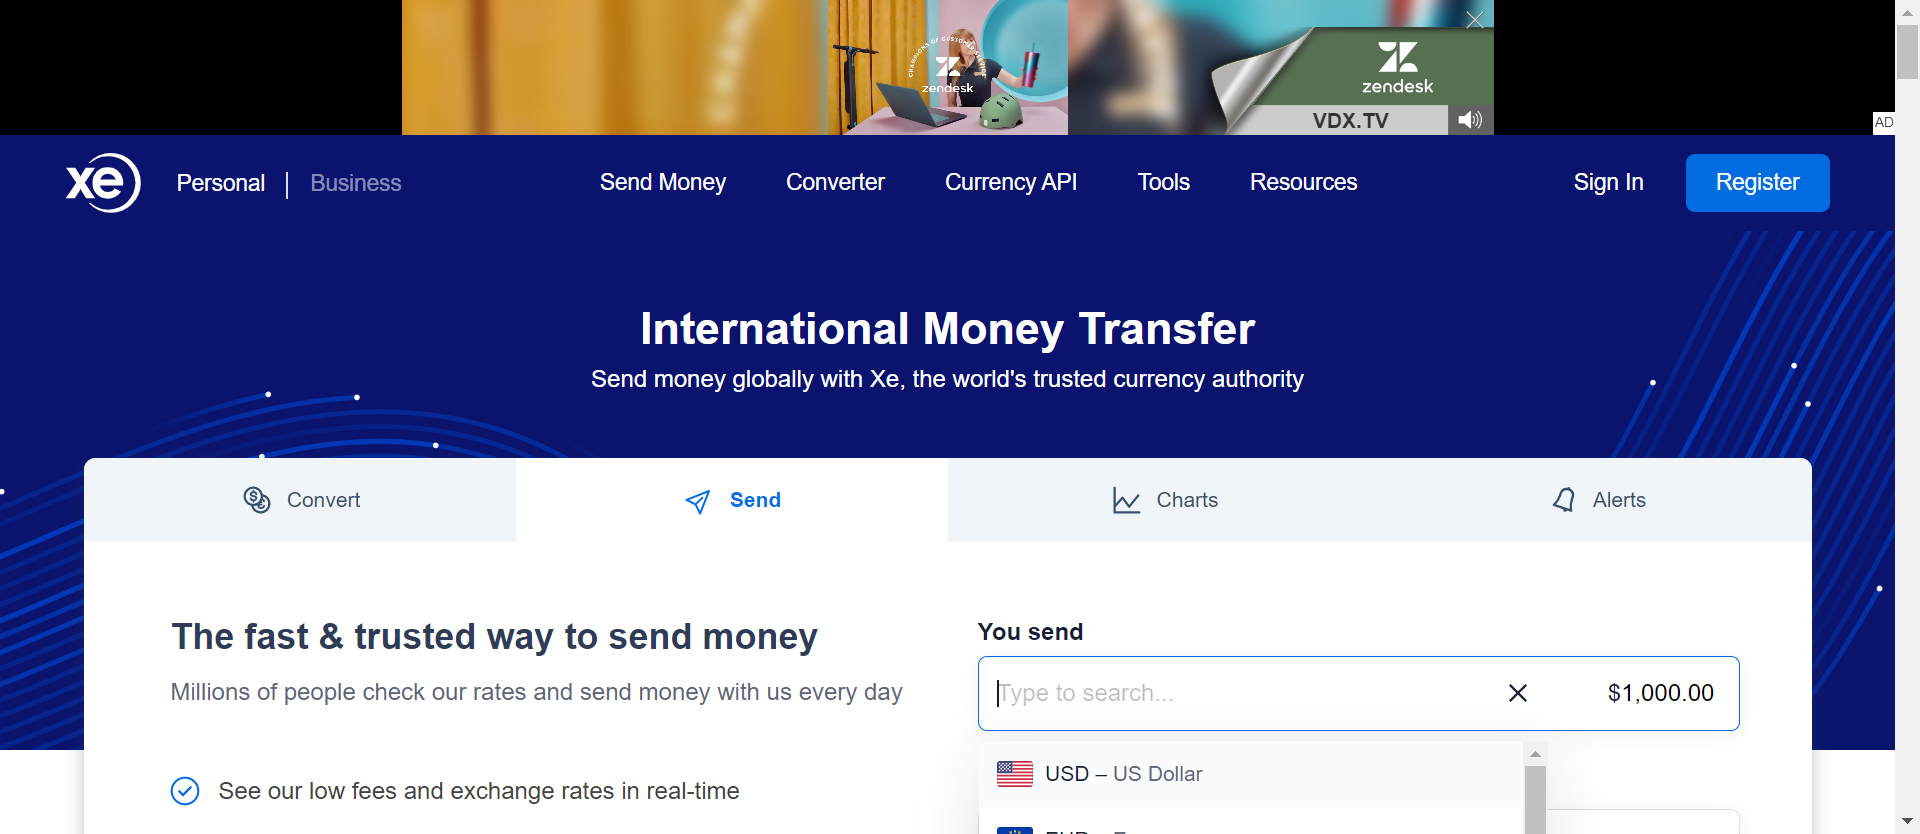 CHAMPIONS OF CUSTOMER SERVICE
zendesk
zendesk
VDX.TV
AD
xe
Personal | Business
Send Money
Converter
Currency API
Tools
Resources
Sign In
Register
International Money Transfer
Send money globally with Xe, the world's trusted currency authority
Convert
Send
Charts
Alerts
The fast & trusted way to send money
Millions of people check our rates and send money with us every day
See our low fees and exchange rates in real-time
You send
Type to search...
$1,000.00
USD – US Dollar